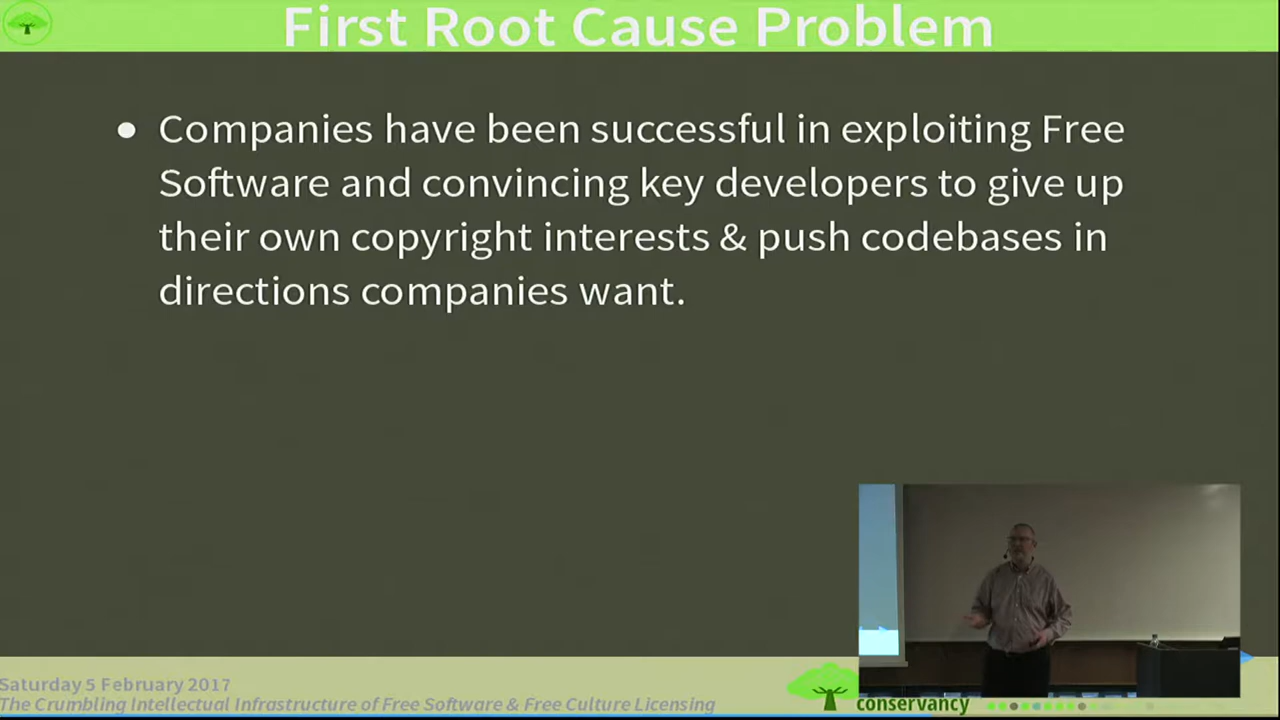 First Root Cause Problem
● Companies have been successful in exploiting Free
Software and convincing key developers to give up
their own copyright interests & push codebases in
directions companies want.
Saturday 5 February 2017
The Crumbling Intellectual Infrastructure of Free Software & Free Culture Licensing
conservancy